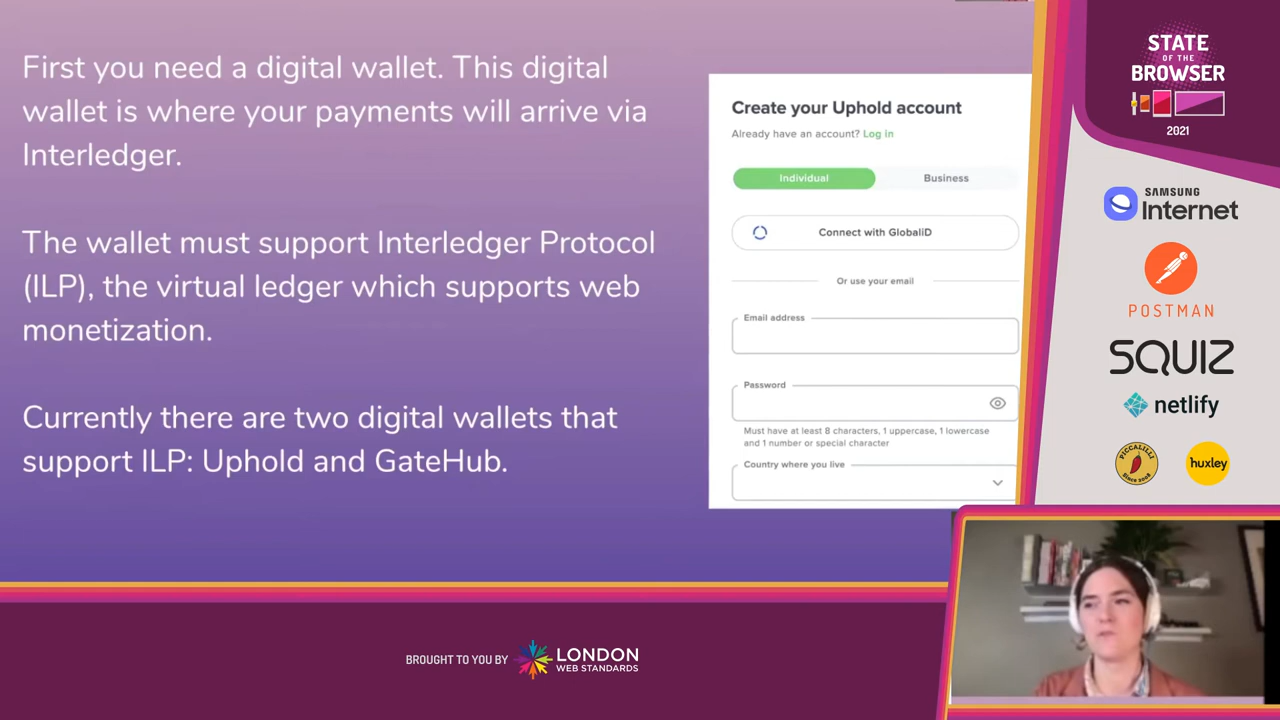 First you need a digital wallet. This digital
wallet is where your payments will arrive via
Interledger.
The wallet must support Interledger Protocol
(ILP), the virtual ledger which supports web
monetization.
Currently there are two digital wallets that
support ILP: Uphold and GateHub.
Create your Uphold account
Already have an account? Log in
Individual
Business
Connect with GlobaliD
Or use your email
Email address
Password
Must have at least 8 characters, 1 uppercase, 1 lowercase
and 1 number or special character
Country where you live
STATE
OF THE
BROWSER
2021
SAMSUNG
Internet
POSTMAN
SQUIZ
netlify
PICCALILLI
Since 2008
huxley
BROUGHT TO YOU BY
LONDON
WEB STANDARDS